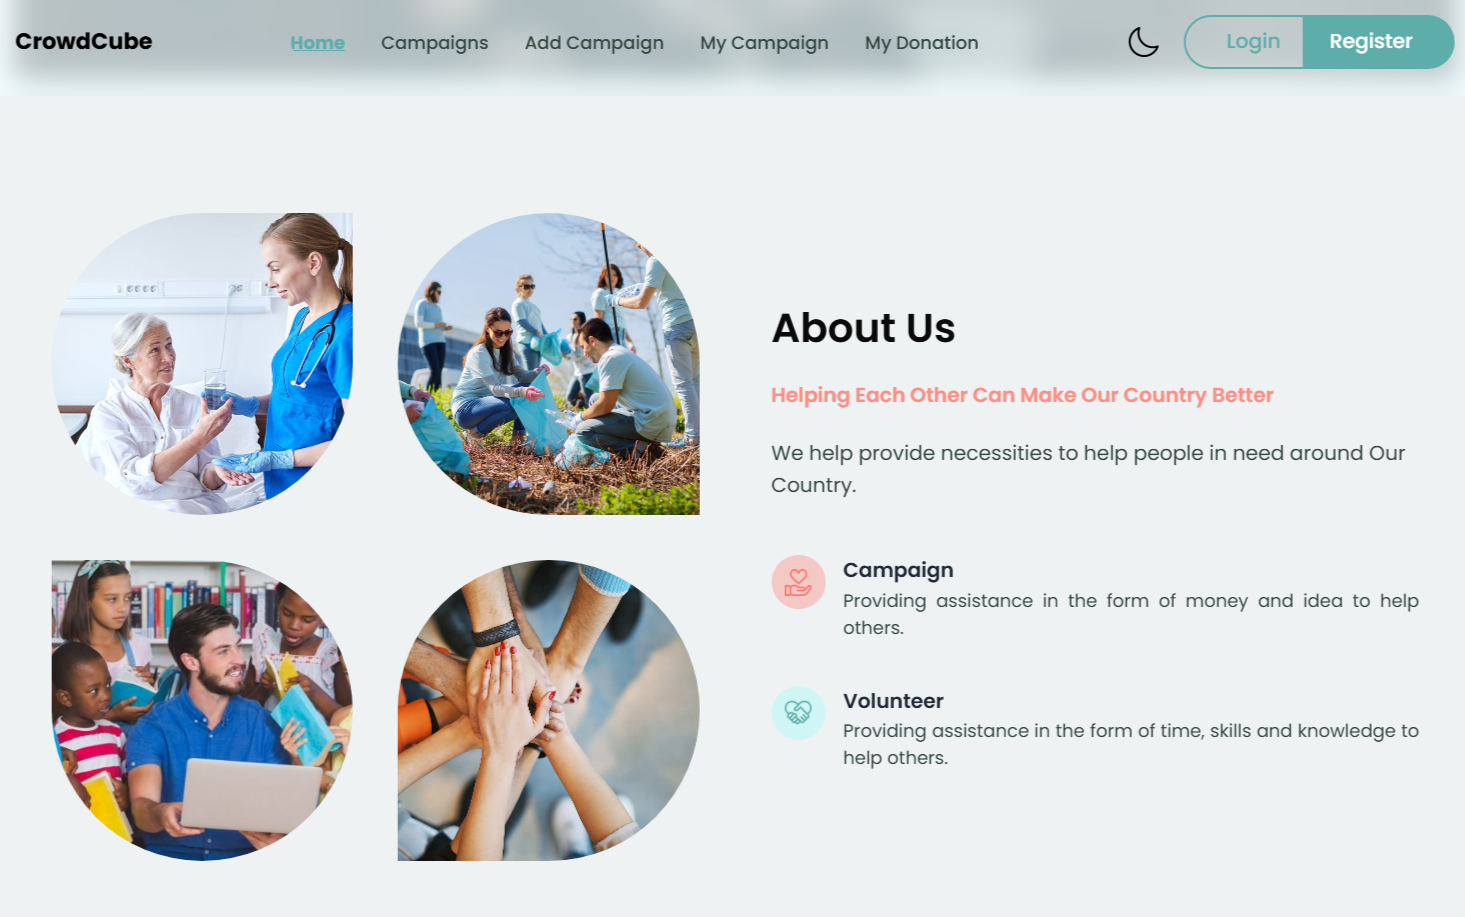 CrowdCube
Home
Campaigns
Add Campaign
My Campaign
My Donation
Login
Register
About Us
Helping Each Other Can Make Our Country Better
We help provide necessities to help people in need around Our
Country.
Campaign
Providing assistance in the form of money and idea to help
others.
Volunteer
Providing assistance in the form of time, skills and knowledge to
help others.